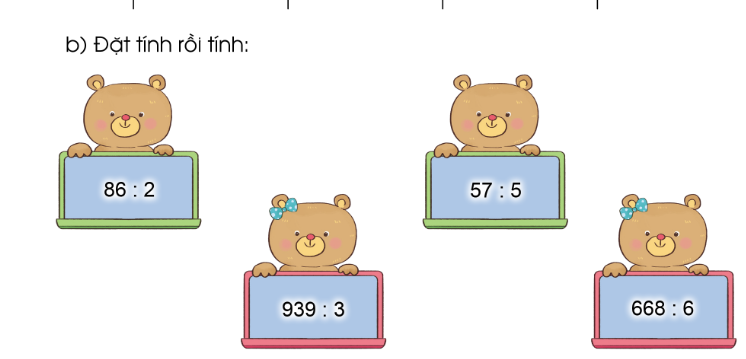 b) Đặt tính rồi tính:
86 : 2
57 : 5
939 : 3
668 : 6